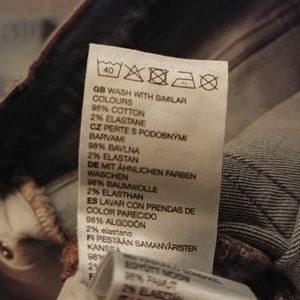 40
GB WASH WITH SIMILAR
COLOURS
98% COTTON
2% ELASTANE
CZ PERTE S PODOBNÝMI
BARVAMI
98% BAVLNA
2% ELASTAN
DE MIT ÄHNLICHEN FARBEN
WASCHEN
98% BAUMWOLLE
2% ELASTHAN
ES LAVAR CON PRENDAS DE
COLOR PARECIDO
98% ALGODÓN
2% elastano
FI PESTÄÄN SAMANVÄRISTEN
KANSSA
98% PUUVILLA